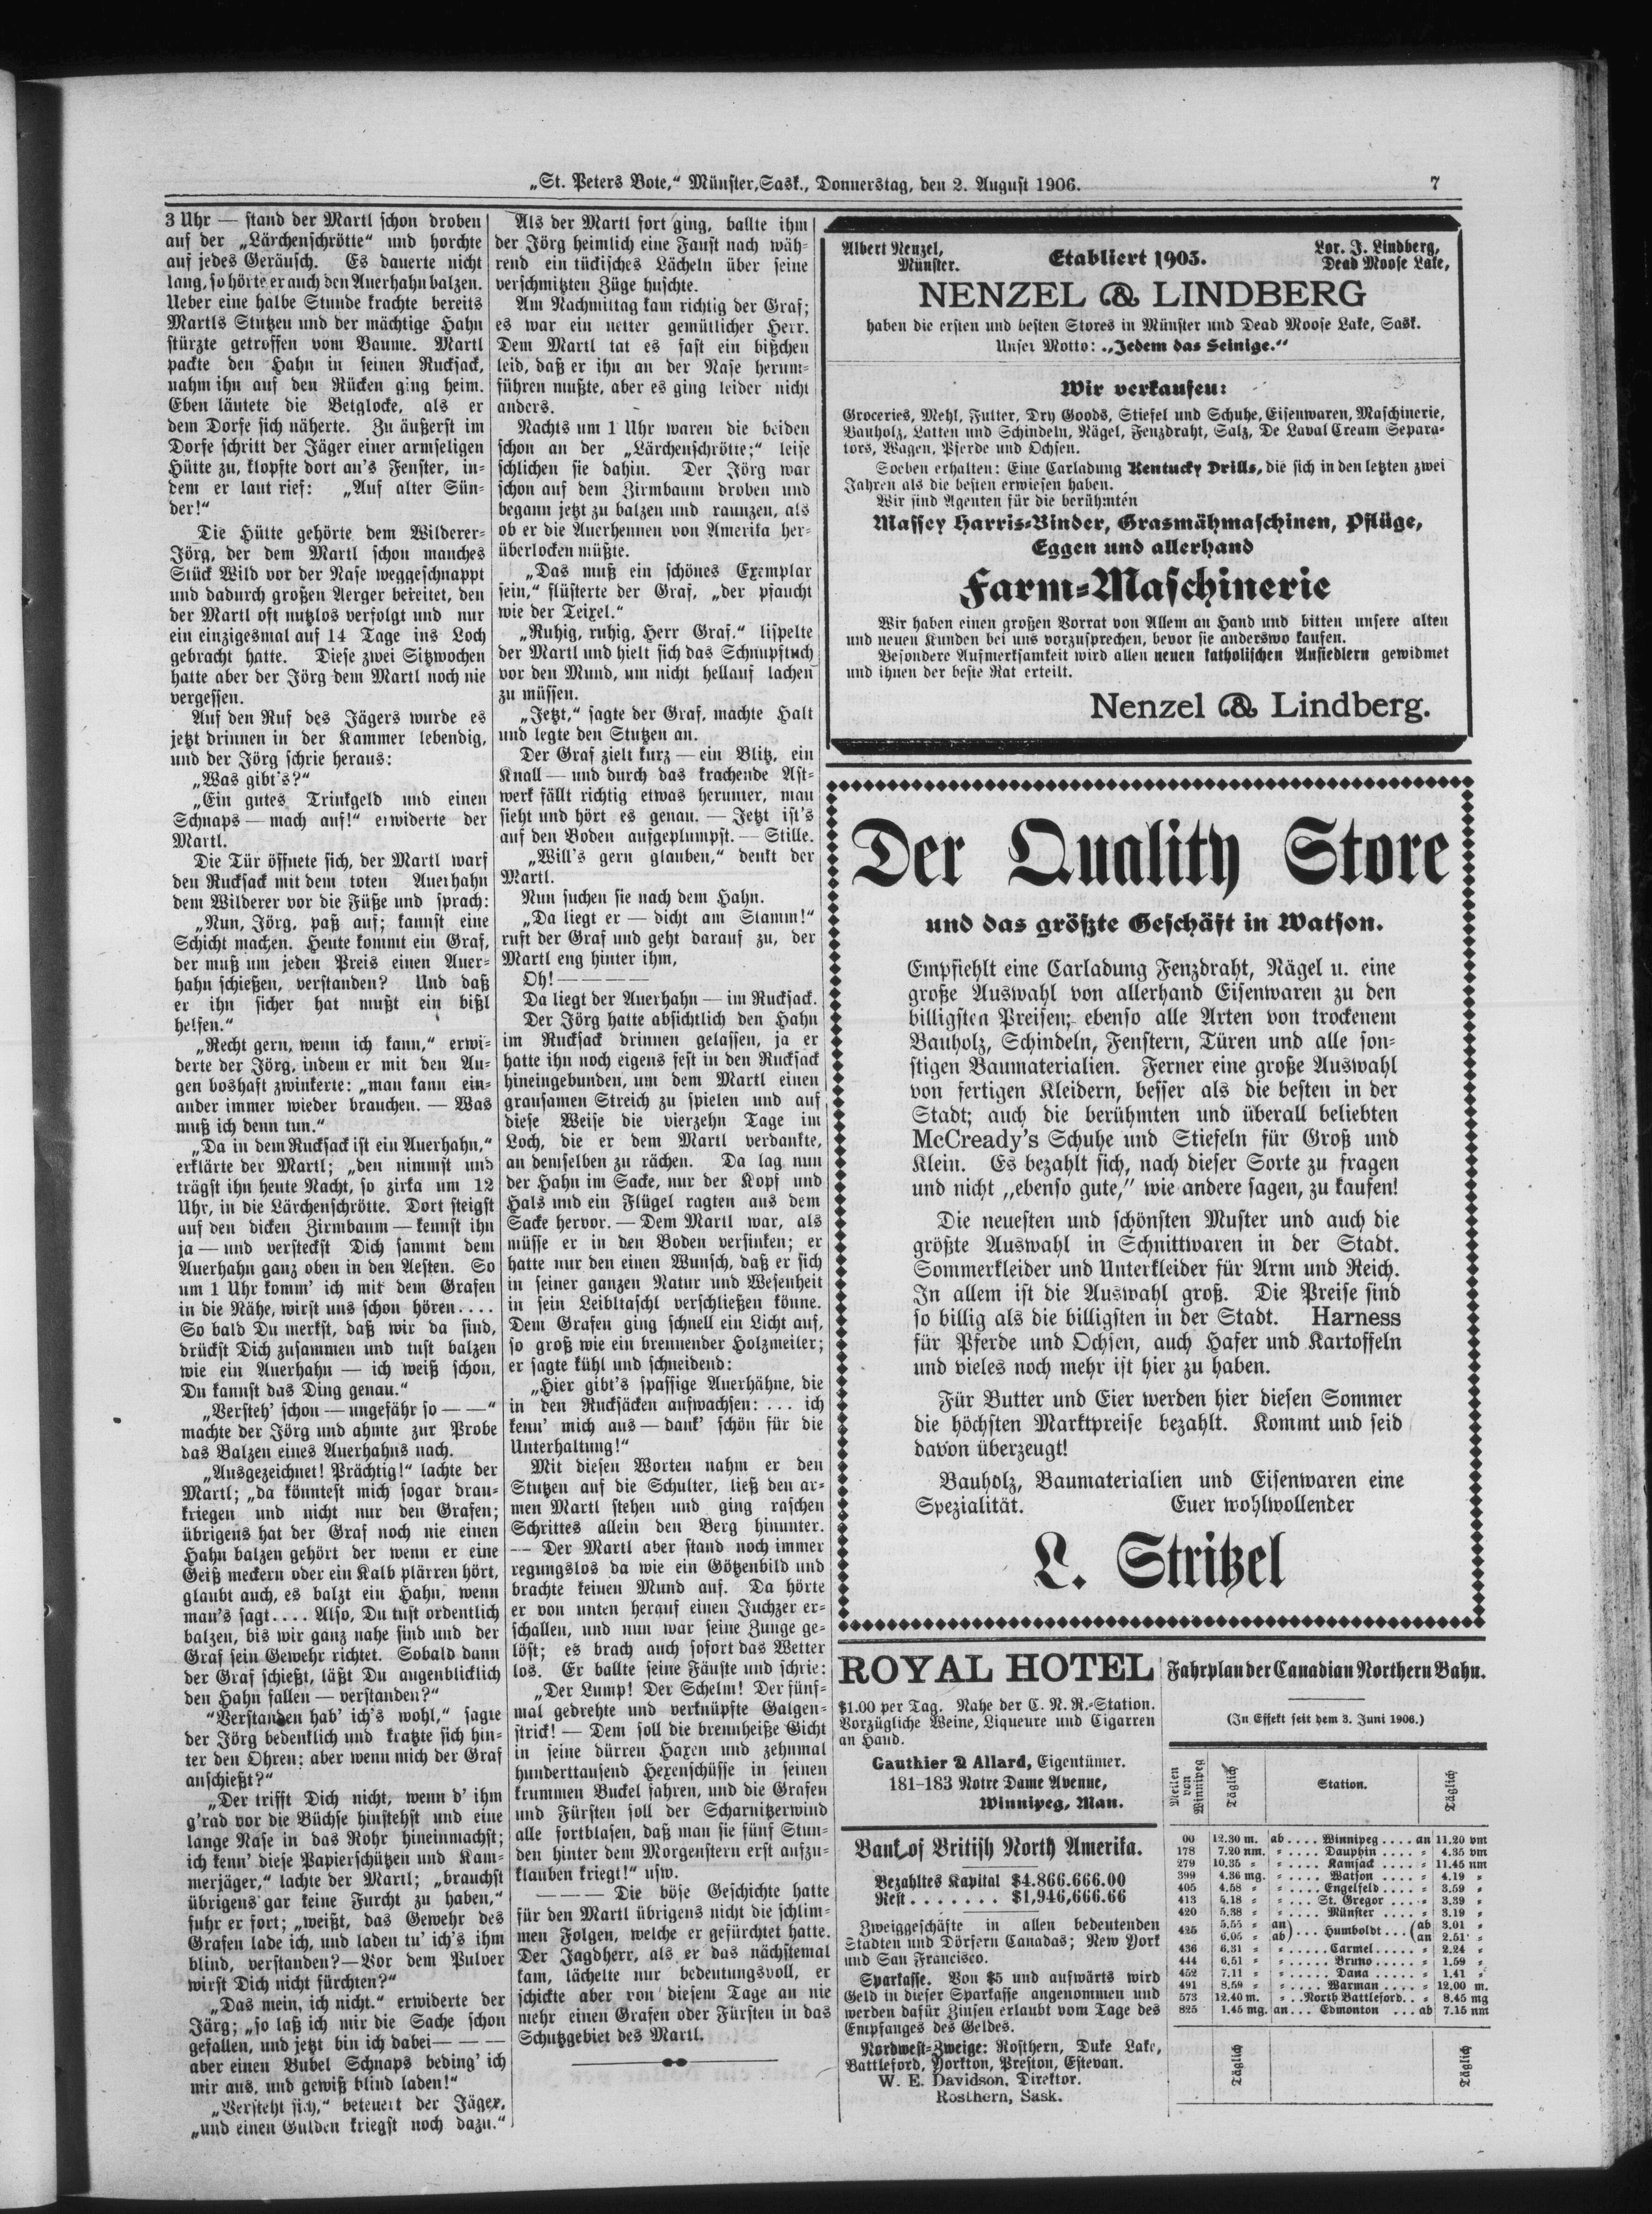 „St. Peters Bote,“ Münster, Sask., Donnerstag, den 2. August 1906.
7
3 Uhr — stand der Martl schon droben
auf der „Lärchenschrötte“ und horchte
auf jedes Geräusch. Es dauerte nicht
lang, so hörte er auch den Auerhahn balzen.
Ueber eine halbe Stunde krachte bereits
Martls Stutzen und der mächtige Hahn
stürzte getroffen vom Baume. Martl
packte den Hahn in seinen Rucksack,
nahm ihn auf den Rücken ging heim.
Eben läutete die Betglocke, als er
dem Dorfe sich näherte. Zu äußerst im
Dorfe schritt der Jäger einer armseligen
Hütte zu, klopfte dort an's Fenster, in-
dem er laut rief: „Auf alter Sün-
der!“
Die Hütte gehörte dem Wilderer-
Jörg, der dem Martl schon manches
Stück Wild vor der Nase weggeschnappt
und dadurch großen Aerger bereitet, den
der Martl oft nutzlos verfolgt und nur
ein einzigesmal auf 14 Tage ins Loch
gebracht hatte. Diese zwei Sitzwochen
hatte aber der Jörg dem Martl noch nie
vergessen.
Auf den Ruf des Jägers wurde es
jetzt drinnen in der Kammer lebendig,
und der Jörg schrie heraus:
„Was gibt's?“
„Ein gutes Trinkgeld und einen
Schnaps — mach auf!“ erwiderte der
Martl.
Die Tür öffnete sich, der Martl warf
den Rucksack mit dem toten Auerhahn
dem Wilderer vor die Füße und sprach:
„Nun, Jörg, paß auf; kannst eine
Schicht machen. Heute kommt ein Graf,
der muß um jeden Preis einen Auer-
hahn schießen, verstanden? Und daß
er ihn sicher hat mußt ein bißl
helfen.“
„Recht gern, wenn ich kann,“ erwi-
derte der Jörg, indem er mit den Au-
gen boshaft zwinkerte: „man kann ein-
ander immer wieder brauchen. — Was
muß ich denn tun.“
„Da in dem Rucksack ist ein Auerhahn,“
erklärte der Martl; „den nimmst und
trägst ihn heute Nacht, so zirka um 12
Uhr, in die Lärchenschrötte. Dort steigst
auf den dicken Zirmbaum — kennst ihn
ja — und versteckst Dich sammt dem
Auerhahn ganz oben in den Aesten. So
um 1 Uhr komm' ich mit dem Grafen
in die Nähe, wirst uns schon hören....
So bald Du merkst, daß wir da sind,
drückst Dich zusammen und tust balzen
wie ein Auerhahn — ich weiß schon,
Du kannst das Ding genau.“
„Versteh' schon — ungefähr so — —“
machte der Jörg und ahmte zur Probe
das Balzen eines Auerhahns nach.
„Ausgezeichnet! Prächtig!“ lachte der
Martl; „da könntest mich sogar dran-
kriegen und nicht nur den Grafen;
übrigens hat der Graf noch nie einen
Hahn balzen gehört der wenn er eine
Geiß meckern oder ein Kalb plärren hört,
glaubt auch, es balzt ein Hahn, wenn
man's sagt.... Also, Du tust ordentlich
balzen, bis wir ganz nahe sind und der
Graf sein Gewehr richtet. Sobald dann
der Graf schießt, läßt Du augenblicklich
den Hahn fallen — verstanden?“
“Verstanden hab' ich's wohl,“ sagte
der Jörg bedenklich und kratzte sich hin-
ter den Ohren: aber wenn mich der Graf
anschießt?“
„Der trifft Dich nicht, wenn d' ihm
g'rad vor die Büchse hinstehst und eine
lange Nase in das Rohr hineinmachst;
ich kenn' diese Papierschützen und Kam-
merjäger,“ lachte der Martl; „brauchst
übrigens gar keine Furcht zu haben,“
fuhr er fort; „weißt, das Gewehr des
Grafen lade ich, und laden tu' ich's ihm
blind, verstanden?—Vor dem Pulver
wirst Dich nicht fürchten?“
„Das mein, ich nicht.“ erwiderte der
Järg; „so laß ich mir die Sache schon
gefallen, und jetzt bin ich dabei— — —
aber einen Bubel Schnaps beding' ich
mir aus, und gewiß blind laden!“
„Versteht sich,“ beteuert der Jäger,
„und einen Gulden kriegst noch dazu.“
Als der Martl fort ging, ballte ihm
der Jörg heimlich eine Faust nach wäh-
rend ein tückisches Lächeln über seine
verschmitzten Züge huschte.
Am Nachmittag kam richtig der Graf;
es war ein netter gemütlicher Herr.
Dem Martl tat es fast ein bißchen
leid, daß er ihn an der Nase herum-
führen mußte, aber es ging leider nicht
anders.
Nachts um 1 Uhr waren die beiden
schon an der „Lärchenschrötte;“ leise
schlichen sie dahin. Der Jörg war
schon auf dem Zirmbaum droben und
begann jetzt zu balzen und raunzen, als
ob er die Auerhennen von Amerika her-
überlocken müßte.
„Das muß ein schönes Exemplar
sein,“ flüsterte der Graf, „der pfaucht
wie der Teixel.“
„Ruhig, ruhig, Herr Graf.“ lispelte
der Martl und hielt sich das Schnupftuch
vor den Mund, um nicht hellauf lachen
zu müssen.
„Jetzt,“ sagte der Graf, machte Halt
und legte den Stutzen an.
Der Graf zielt kurz — ein Blitz, ein
Knall — und durch das krachende Ast-
werk fällt richtig etwas herunter, man
sieht und hört es genau. — Jetzt ist's
auf den Boden aufgeplumpst. — Stille.
„Will's gern glauben,“ denkt der
Martl.
Nun suchen sie nach dem Hahn.
„Da liegt er — dicht am Stamm!“
ruft der Graf und geht darauf zu, der
Martl eng hinter ihm,
Oh! — — — — —
Da liegt der Auerhahn — im Rucksack.
Der Jörg hatte absichtlich den Hahn
im Rucksack drinnen gelassen, ja er
hatte ihn noch eigens fest in den Rucksack
hineingebunden, um dem Martl einen
grausamen Streich zu spielen und auf
diese Weise die vierzehn Tage im
Loch, die er dem Martl verdankte,
an demselben zu rächen. Da lag nun
der Hahn im Sacke, nur der Kopf und
Hals und ein Flügel ragten aus dem
Sacke hervor. — Dem Martl war, als
müsse er in den Boden versinken; er
hatte nur den einen Wunsch, daß er sich
in seiner ganzen Natur und Wesenheit
in sein Leibltaschl verschließen könne.
Dem Grafen ging schnell ein Licht auf,
so groß wie ein brennender Holzmeiler;
er sagte kühl und schneidend:
„Hier gibt's spassige Auerhähne, die
in den Rucksäcken aufwachsen: ... ich
kenn' mich aus — dank' schön für die
Unterhaltung!“
Mit diesen Worten nahm er den
Stutzen auf die Schulter, ließ den ar-
men Martl stehen und ging raschen
Schrittes allein den Berg hinunter.
— Der Martl aber stand noch immer
regungslos da wie ein Götzenbild und
brachte keinen Mund auf. Da hörte
er von unten herauf einen Juchzer er-
schallen, und nun war seine Zunge ge-
löst; es brach auch sofort das Wetter
los. Er ballte seine Fäuste und schrie:
„Der Lump! Der Schelm! Der fünf-
mal gedrehte und verknüpfte Galgen-
strick! — Dem soll die brennheiße Gicht
in seine dürren Haxen und zehnmal
hunderttausend Hexenschüsse in seinen
krummen Buckel fahren, und die Grafen
und Fürsten soll der Scharnitzerwind
alle fortblasen, daß man sie fünf Stun-
den hinter dem Morgenstern erst aufzu-
klauben kriegt!“ usw.
— — — Die böse Geschichte hatte
für den Martl übrigens nicht die schlim-
men Folgen, welche er gefürchtet hatte.
Der Jagdherr, als er das nächstemal
kam, lächelte nur bedeutungsvoll, er
schickte aber von diesem Tage an nie
mehr einen Grafen oder Fürsten in das
Schutzgebiet des Martl.
Albert Nenzel,
Münster.
Etabliert 1903.
Lor. J. Lindberg,
Dead Moose Lake,
NENZEL & LINDBERG
haben die ersten und besten Stores in Münster und Dead Moose Lake, Sask.
Unser Motto: „Jedem das Seinige.“
Wir verkaufen:
Groceries, Mehl, Futter, Dry Goods, Stiefel und Schuhe, Eisenwaren, Maschinerie,
Bauholz, Latten und Schindeln, Nägel, Fenzdraht, Salz, De Laval Cream Separa-
tors, Wagen, Pferde und Ochsen.
Soeben erhalten: Eine Carladung Kentucky Drills, die sich in den letzten zwei
Jahren als die besten erwiesen haben.
Wir sind Agenten für die berühmten
Massey Harris-Binder, Grasmähmaschinen, Pflüge,
Eggen und allerhand
Farm-Maschinerie
Wir haben einen großen Vorrat von Allem an Hand und bitten unsere alten
und neuen Kunden bei uns vorzusprechen, bevor sie anderswo kaufen.
Besondere Aufmerksamkeit wird allen neuen katholischen Ansiedlern gewidmet
und ihnen der beste Rat erteilt.
Nenzel & Lindberg.
Der Quality Store
und das größte Geschäft in Watson.
Empfiehlt eine Carladung Fenzdraht, Nägel u. eine
große Auswahl von allerhand Eisenwaren zu den
billigsten Preisen; ebenso alle Arten von trockenem
Bauholz, Schindeln, Fenstern, Türen und alle son-
stigen Baumaterialien. Ferner eine große Auswahl
von fertigen Kleidern, besser als die besten in der
Stadt; auch die berühmten und überall beliebten
McCready's Schuhe und Stiefeln für Groß und
Klein. Es bezahlt sich, nach dieser Sorte zu fragen
und nicht „ebenso gute,“ wie andere sagen, zu kaufen!
Die neuesten und schönsten Muster und auch die
größte Auswahl in Schnittwaren in der Stadt.
Sommerkleider und Unterkleider für Arm und Reich.
In allem ist die Auswahl groß. Die Preise sind
so billig als die billigsten in der Stadt. Harness
für Pferde und Ochsen, auch Hafer und Kartoffeln
und vieles noch mehr ist hier zu haben.
Für Butter und Eier werden hier diesen Sommer
die höchsten Marktpreise bezahlt. Kommt und seid
davon überzeugt!
Bauholz, Baumaterialien und Eisenwaren eine
Spezialität. Euer wohlwollender
L. Stritzel
ROYAL HOTEL
$1.00 per Tag. Nahe der C. N. R.-Station.
Vorzügliche Weine, Liqueure und Cigarren
an Hand.
Gauthier & Allard, Eigentümer.
181-183 Notre Dame Avenue,
Winnipeg, Man.
Bank of British North Amerika.
Bezahltes Kapital $4.866.666.00
Rest....... $1,946,666.66
Zweiggeschäfte in allen bedeutenden
Städten und Dörfern Canadas; New York
und San Francisco.
Sparkasse. Von $5 und aufwärts wird
Geld in dieser Sparkasse angenommen und
werden dafür Zinsen erlaubt vom Tage des
Empfanges des Geldes.
Nordwest-Zweige: Rosthern, Duke Lake,
Battleford, Yorkton, Preston, Estevan.
W. E. Davidson, Direktor.
Rosthern, Sask.
Fahrplan der Canadian Northern Bahn.
(In Effekt seit dem 3. Juni 1906.)
Meilen von Winnipeg | Täglich | Station. | Täglich
00 12.30 m. ab.... Winnipeg.... an 11.20 vm
178 7.20 nm. „.... Dauphin.... „ 4.35 vm
279 10.35 „ „.... Kamsack.... „ 11.45 nm
399 4.36 mg. „.... Watson.... „ 4.19 „
405 4.58 „ „.... Engelfeld.... „ 3.59 „
413 5.18 „ „.... St. Gregor.... „ 3.39 „
420 5.38 „ „.... Münster.... „ 3.19 „
425 5.55 „ an) ... Humboldt... (ab 3.01 „
6.05 „ ab) (an 2.51 „
436 6.31 „ „..... Carmel..... „ 2.24 „
444 6.51 „ „..... Bruno..... „ 1.59 „
452 7.11 „ „..... Dana..... „ 1.41 „
491 8.59 „ „..... Warman.... „ 12.00 m.
573 12.40 m. „..North Battleford.. „ 8.45 mg
825 1.45 mg. an... Edmonton ... ab 7.15 nm
Täglich
Täglich